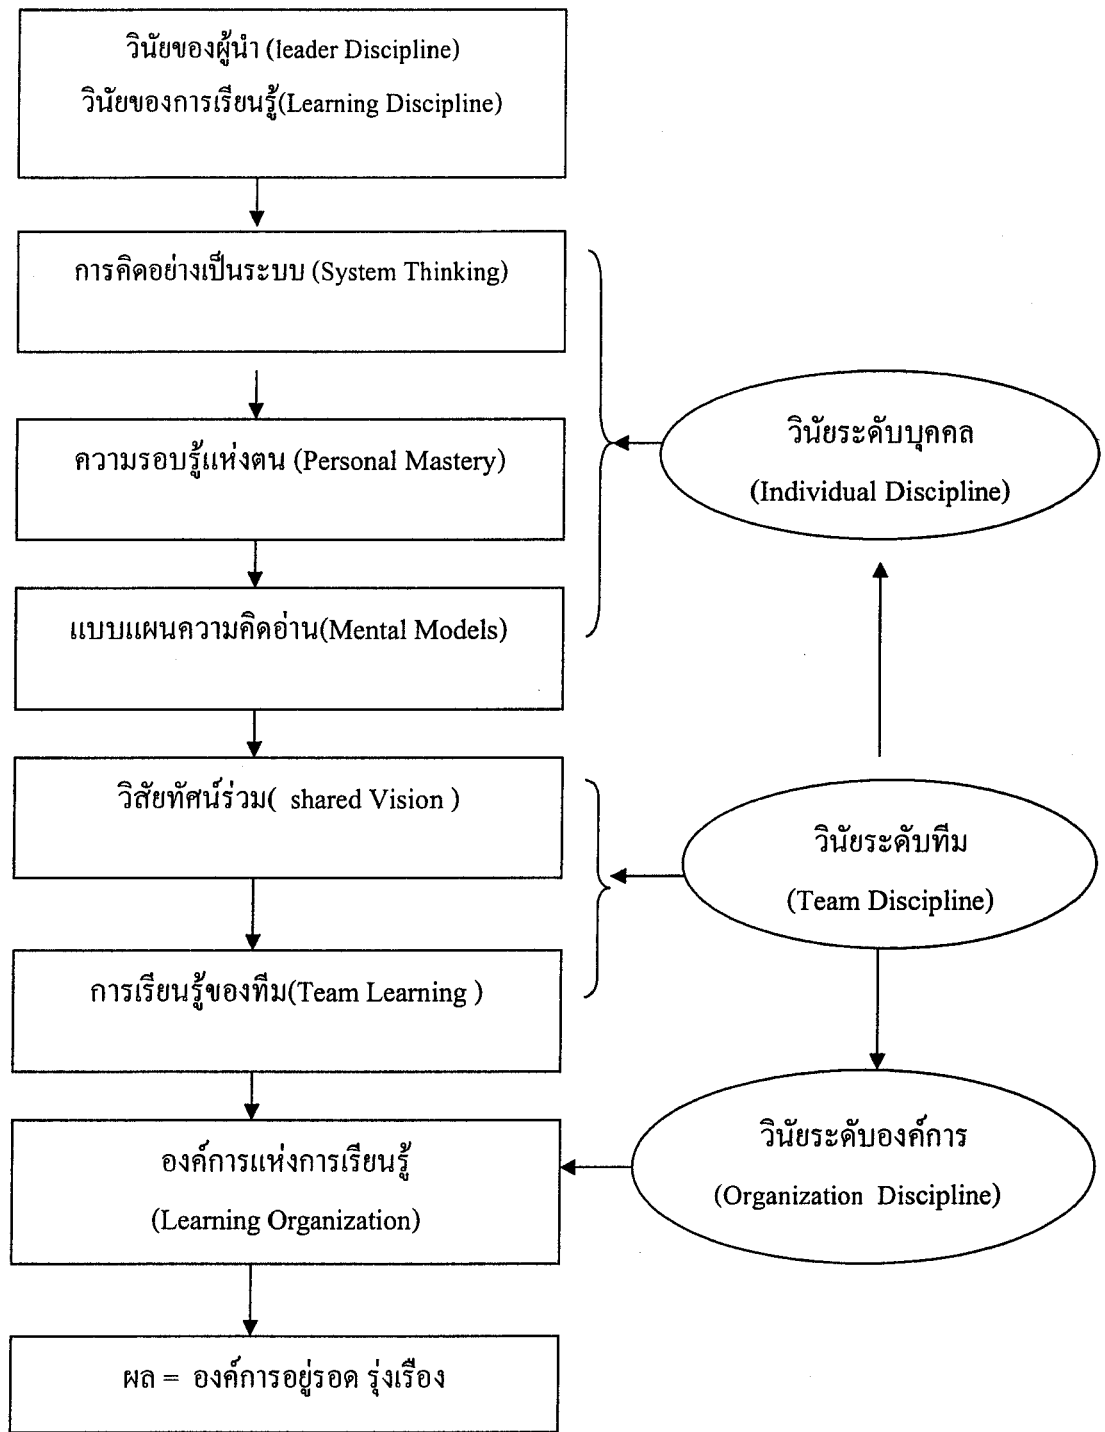 วินัยของผู้นำ (leader Discipline)
วินัยของการเรียนรู้(Learning Discipline)
การคิดอย่างเป็นระบบ (System Thinking)
ความรอบรู้แห่งตน (Personal Mastery)
แบบแผนความคิดอ่าน(Mental Models)
วิสัยทัศน์ร่วม( shared Vision )
การเรียนรู้ของทีม(Team Learning )
องค์การแห่งการเรียนรู้
(Learning Organization)
ผล = องค์การอยู่รอด รุ่งเรือง
วินัยระดับบุคคล
(Individual Discipline)
วินัยระดับทีม
(Team Discipline)
วินัยระดับองค์การ
(Organization Discipline)